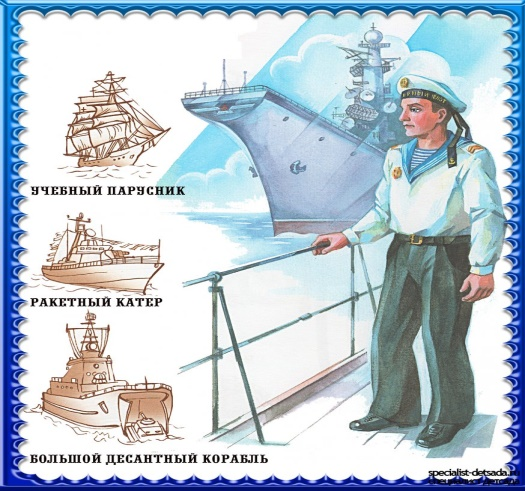 УЧЕБНЫЙ ПАРУСНИК
РАКЕТНЫЙ КАТЕР
БОЛЬШОЙ ДЕСАНТНЫЙ КОРАБЛЬ
specialist-detsada.ru